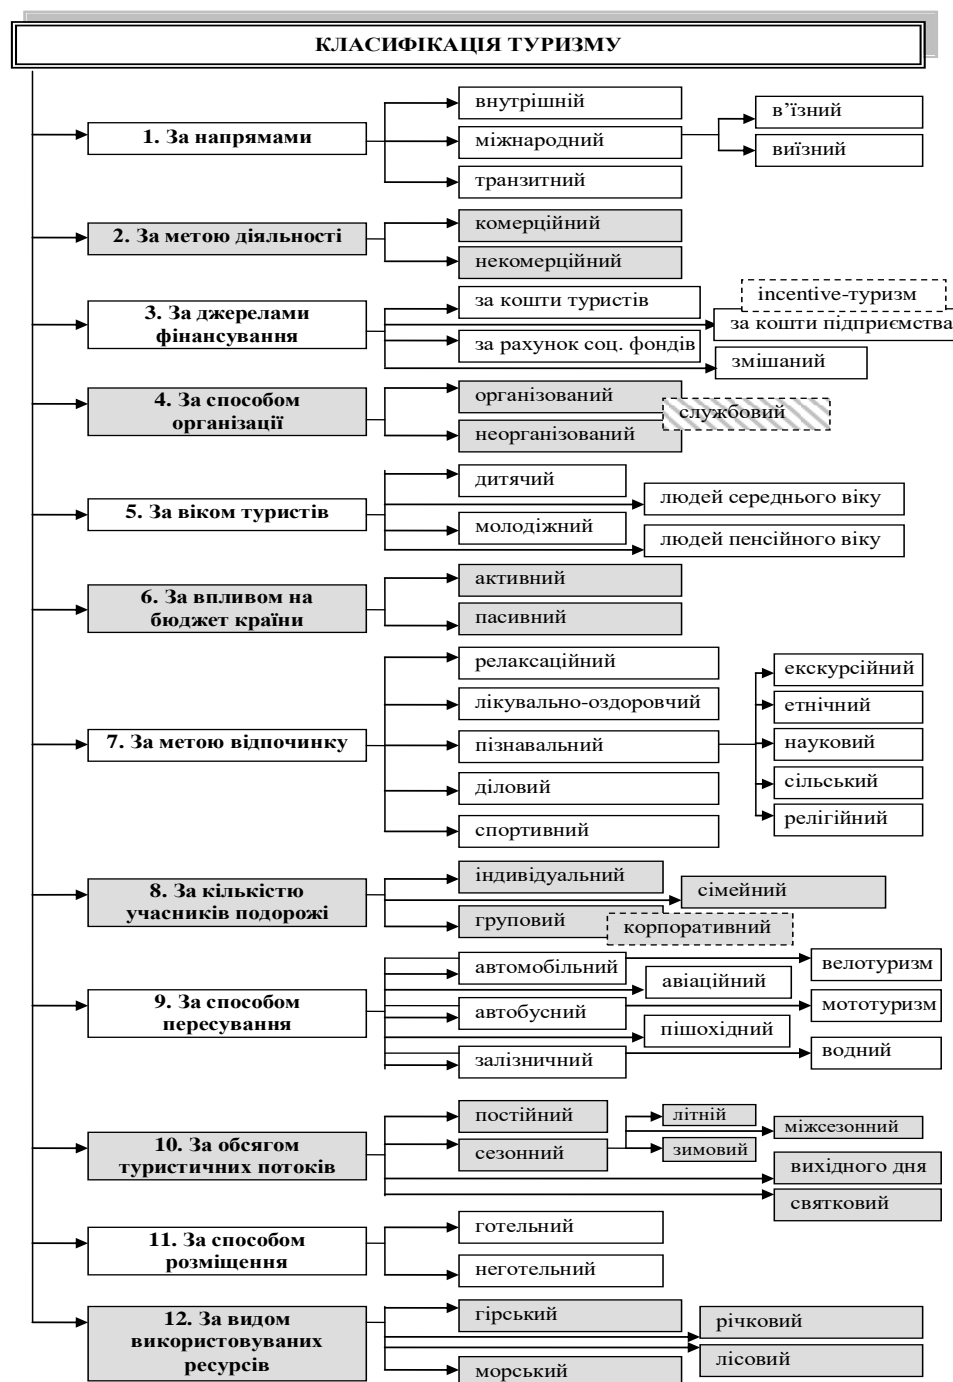 КЛАСИФІКАЦІЯ ТУРИЗМУ
1. За напрямами
внутрішній
міжнародний
транзитний
в’їзний
виїзний
2. За метою діяльності
комерційний
некомерційний
3. За джерелами
фінансування
за кошти туристів
incentive-туризм
за кошти підприємства
за рахунок соц. фондів
змішаний
4. За способом
організації
організований
службовий
неорганізований
5. За віком туристів
дитячий
людей середнього віку
молодіжний
людей пенсійного віку
6. За впливом на
бюджет країни
активний
пасивний
7. За метою відпочинку
релаксаційний
лікувально-оздоровчий
пізнавальний
діловий
спортивний
екскурсійний
етнічний
науковий
сільський
релігійний
8. За кількістю
учасників подорожі
індивідуальний
сімейний
груповий
корпоративний
9. За способом
пересування
автомобільний
велотуризм
авіаційний
автобусний
мототуризм
пішохідний
залізничний
водний
10. За обсягом
туристичних потоків
постійний
сезонний
літній
міжсезонний
зимовий
вихідного дня
святковий
11. За способом
розміщення
готельний
неготельний
12. За видом
використовуваних
ресурсів
гірський
річковий
лісовий
морський